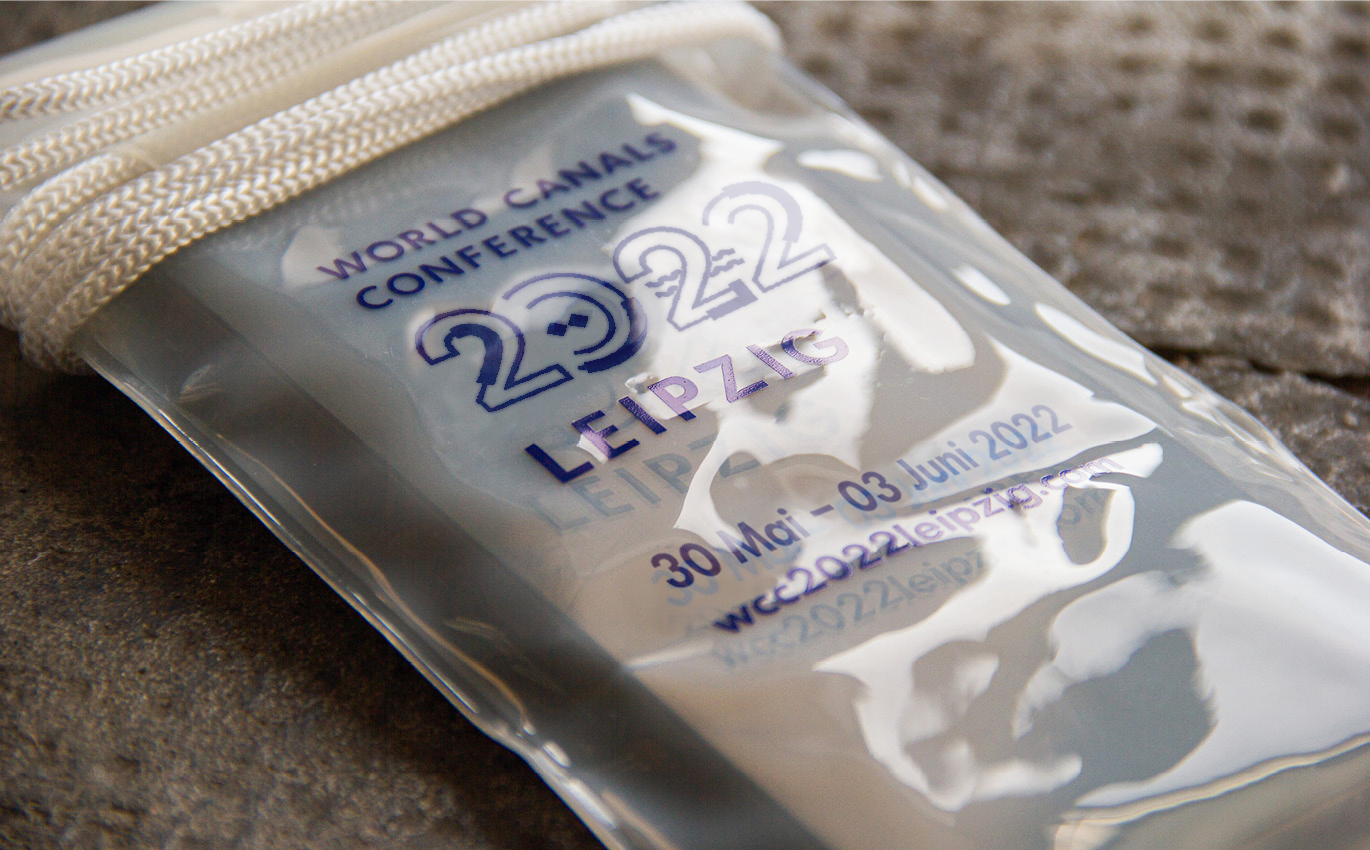 WORLD CANALS
CONFERENCE
2022
LEIPZIG
30 Mai – 03 Juni 2022
wcc2022leipzig.com